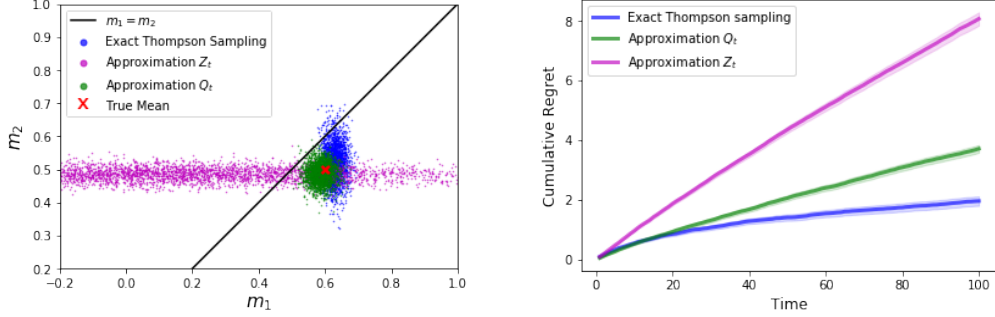 m₁ = m₂
Exact Thompson Sampling
Approximation Zₜ
Approximation Qₜ
True Mean
1.0
0.9
0.8
0.7
0.6
0.5
0.4
0.3
0.2
m₂
−0.2 0.0 0.2 0.4 0.6 0.8 1.0
m₁
Exact Thompson sampling
Approximation Qₜ
Approximation Zₜ
8
6
4
2
0
Cumulative Regret
0 20 40 60 80 100
Time